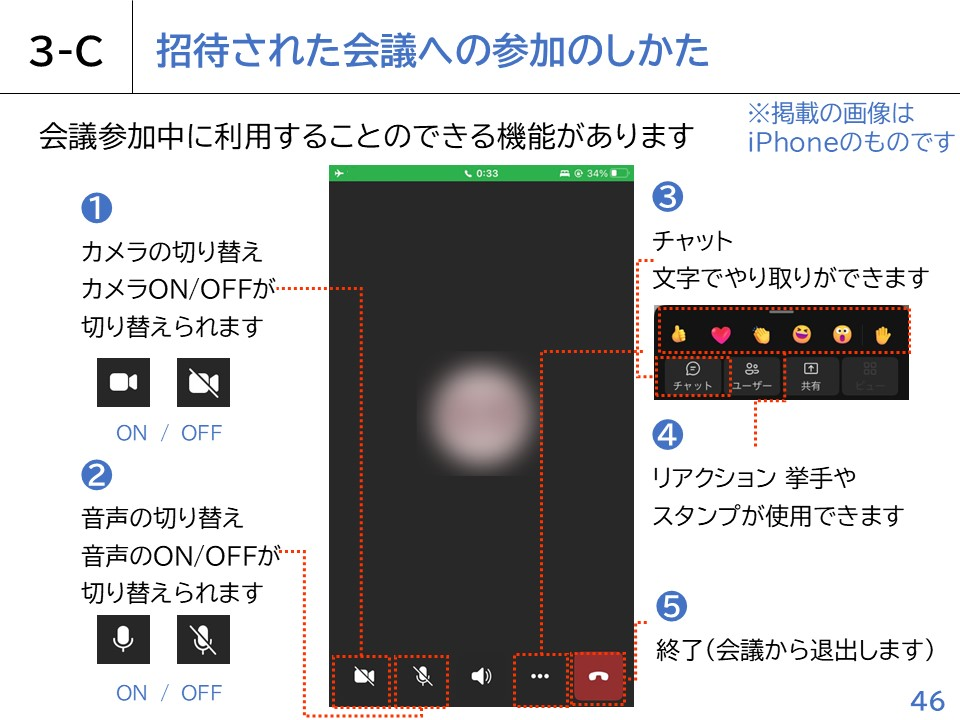 3-C
招待された会議への参加のしかた
※掲載の画像は
iPhoneのものです
会議参加中に利用することのできる機能があります
❶
カメラの切り替え
カメラON/OFFが
切り替えられます
ON / OFF
❷
音声の切り替え
音声のON/OFFが
切り替えられます
ON / OFF
0:33
34%
❸
チャット
文字でやり取りができます
チャット
ユーザー
共有
ビュー
❹
リアクション 挙手や
スタンプが使用できます
❺
終了(会議から退出します)
46